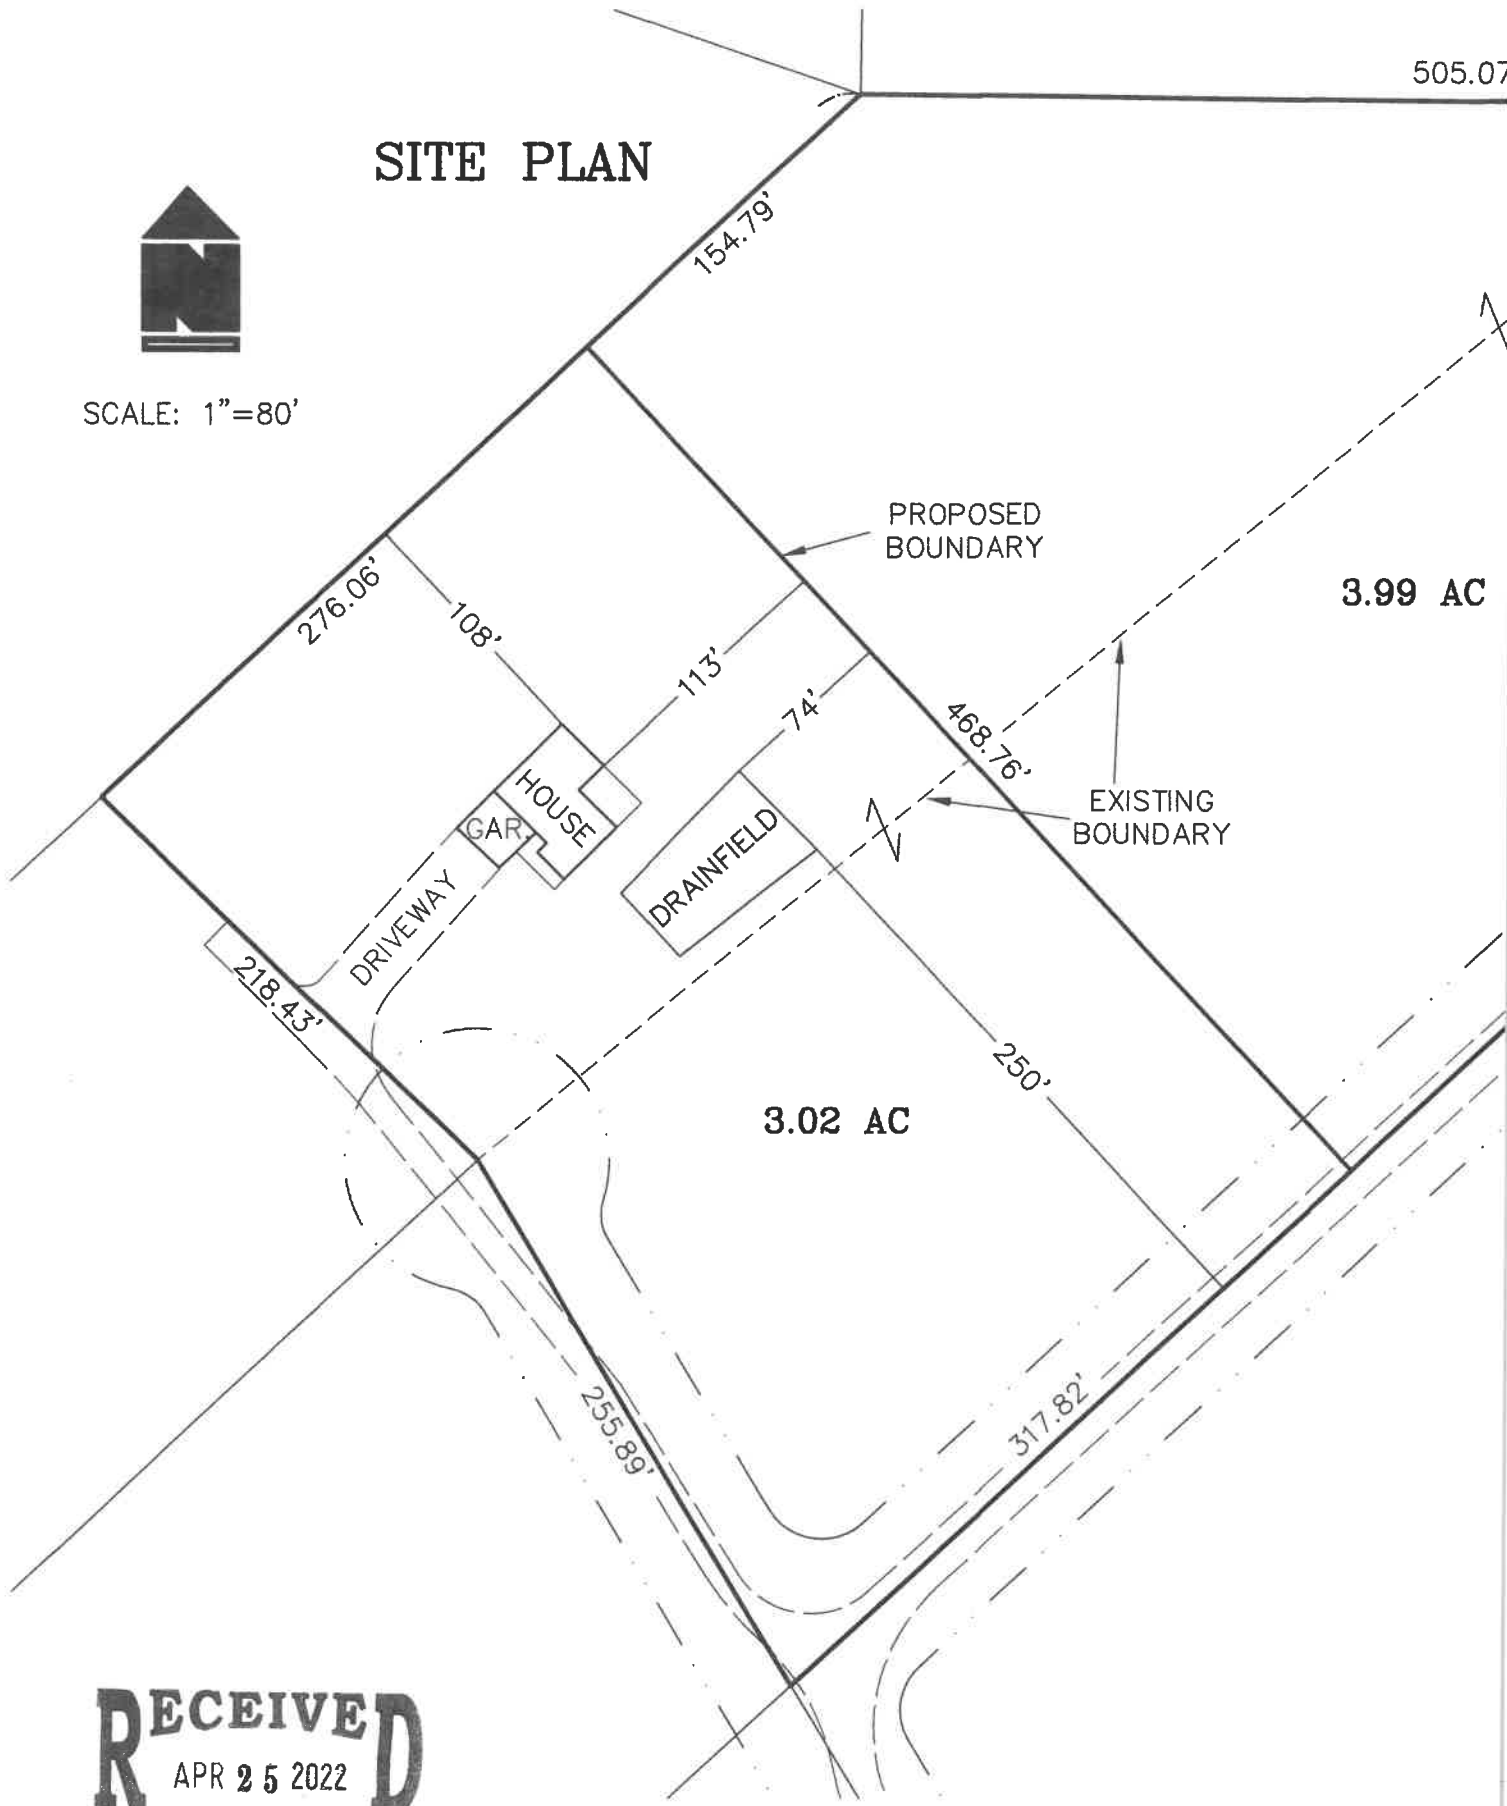 505.07
SITE PLAN
154.79'
N
SCALE: 1"=80'
PROPOSED
BOUNDARY
3.99 AC
276.06'
108'
113'
74'
468.76'
HOUSE
GAR.
EXISTING
BOUNDARY
DRAINFIELD
DRIVEWAY
218.43'
250'
3.02 AC
255.89'
317.82'
RECEIVED
APR 25 2022